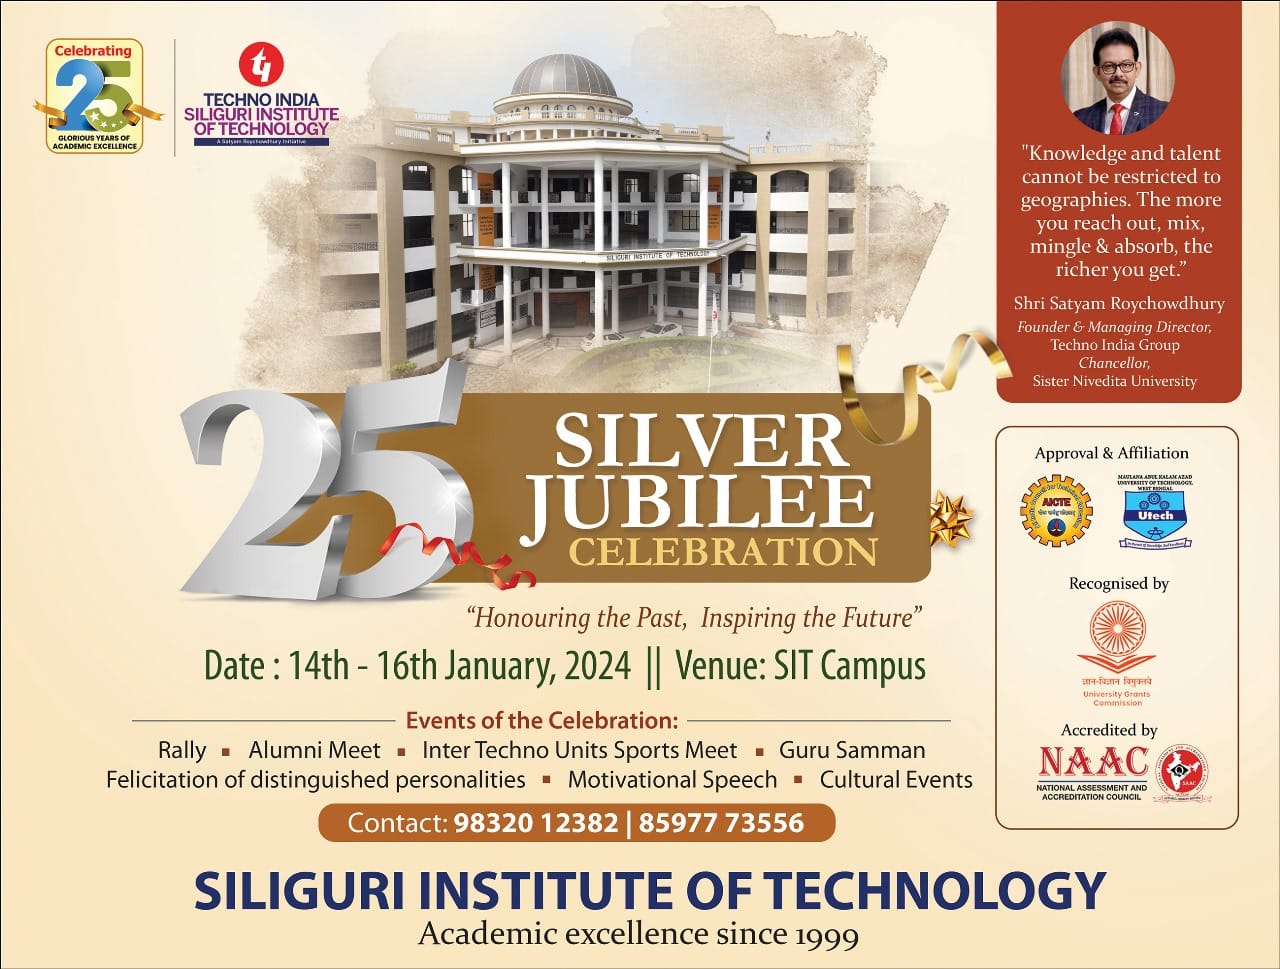 Celebrating
25
GLORIOUS YEARS OF
ACADEMIC EXCELLENCE
TECHNO INDIA
SILIGURI INSTITUTE
OF TECHNOLOGY
A Satyam Roychowdhury Initiative
SILIGURI INSTITUTE OF TECHNOLOGY
"Knowledge and talent
cannot be restricted to
geographies. The more
you reach out, mix,
mingle & absorb, the
richer you get.”
Shri Satyam Roychowdhury
Founder & Managing Director,
Techno India Group
Chancellor,
Sister Nivedita University
25
SILVER
JUBILEE
CELEBRATION
“Honouring the Past, Inspiring the Future”
Date : 14th - 16th January, 2024 || Venue: SIT Campus
Events of the Celebration:
Rally ▪ Alumni Meet ▪ Inter Techno Units Sports Meet ▪ Guru Samman
Felicitation of distinguished personalities ▪ Motivational Speech ▪ Cultural Events
Contact: 98320 12382 | 85977 73556
Approval & Affiliation
AICTE
MAULANA ABUL KALAM AZAD
UNIVERSITY OF TECHNOLOGY,
WEST BENGAL
Utech
Recognised by
ज्ञान-विज्ञान विमुक्तये
University Grants
Commission
Accredited by
NAAC
NATIONAL ASSESSMENT AND
ACCREDITATION COUNCIL
SILIGURI INSTITUTE OF TECHNOLOGY
Academic excellence since 1999